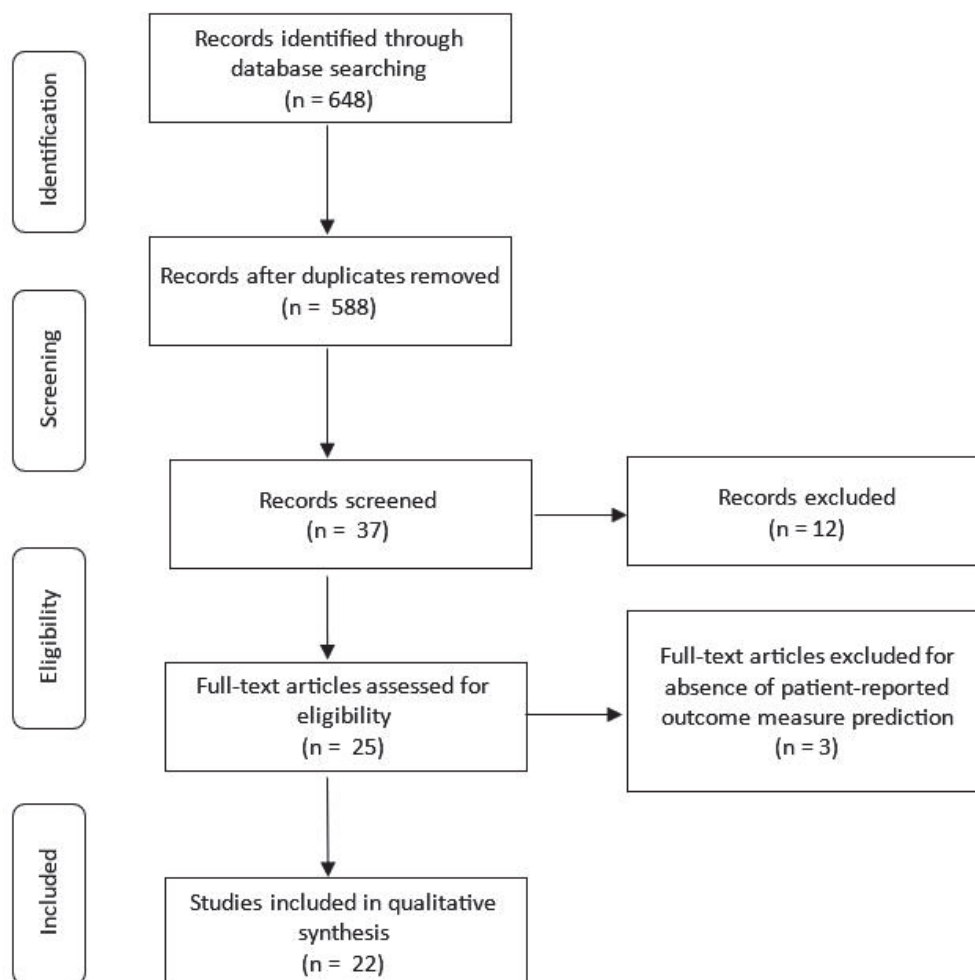 Identification
Records identified through
database searching
(n = 648)
Records after duplicates removed
(n = 588)
Screening
Records screened
(n = 37)
Records excluded
(n = 12)
Eligibility
Full-text articles assessed for
eligibility
(n = 25)
Full-text articles excluded for
absence of patient-reported
outcome measure prediction
(n = 3)
Included
Studies included in qualitative
synthesis
(n = 22)